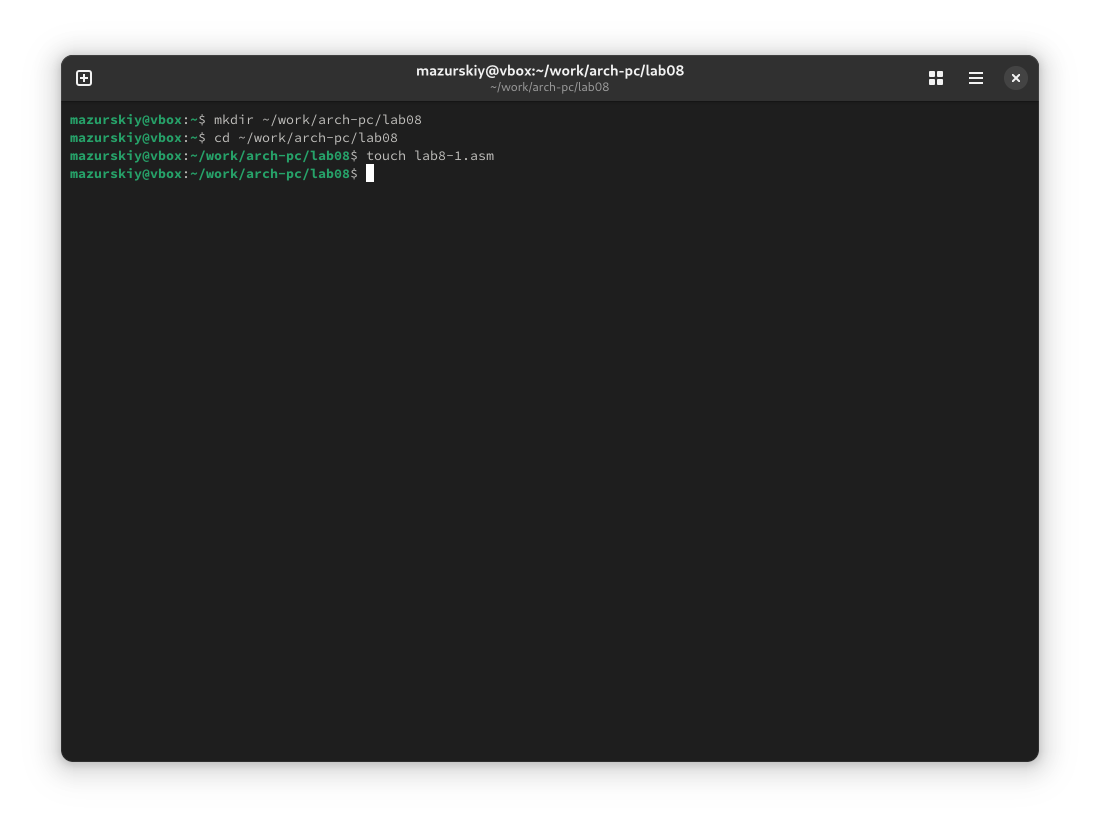 mazurskiy@vbox:~/work/arch-pc/lab08
~/work/arch-pc/lab08
mazurskiy@vbox:~$ mkdir ~/work/arch-pc/lab08
mazurskiy@vbox:~$ cd ~/work/arch-pc/lab08
mazurskiy@vbox:~/work/arch-pc/lab08$ touch lab8-1.asm
mazurskiy@vbox:~/work/arch-pc/lab08$